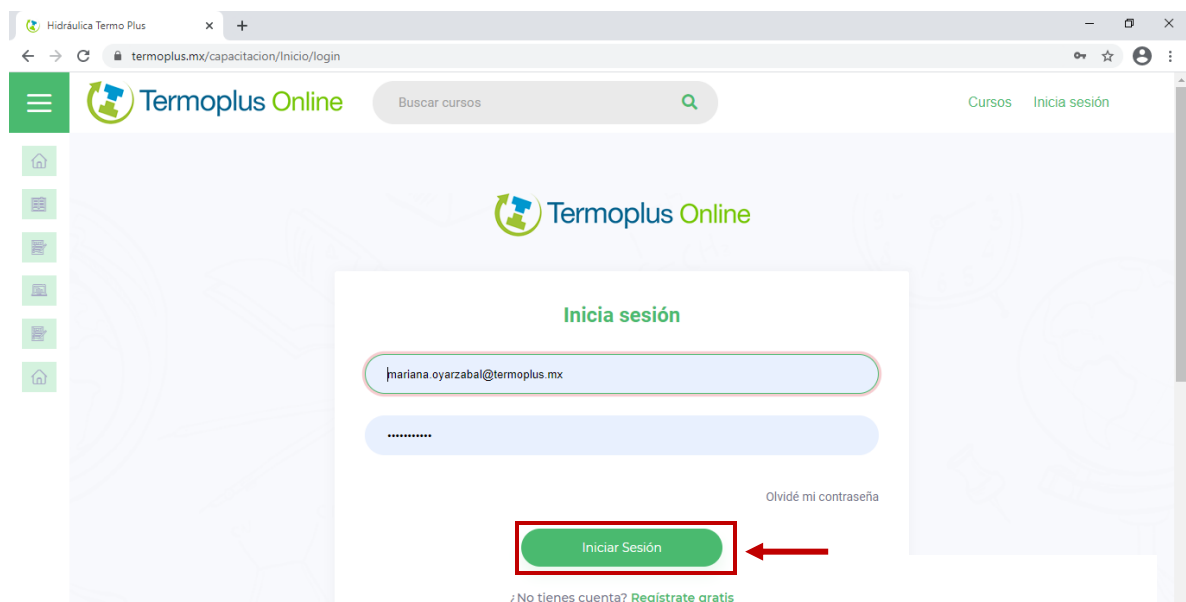 Hidráulica Termo Plus
termoplus.mx/capacitacion/Inicio/login
Termoplus Online
Buscar cursos
Cursos
Inicia sesión
Termoplus Online
Inicia sesión
mariana.oyarzabal@termoplus.mx
•••••••••••
Olvidé mi contraseña
Iniciar Sesión
¿No tienes cuenta? Regístrate gratis